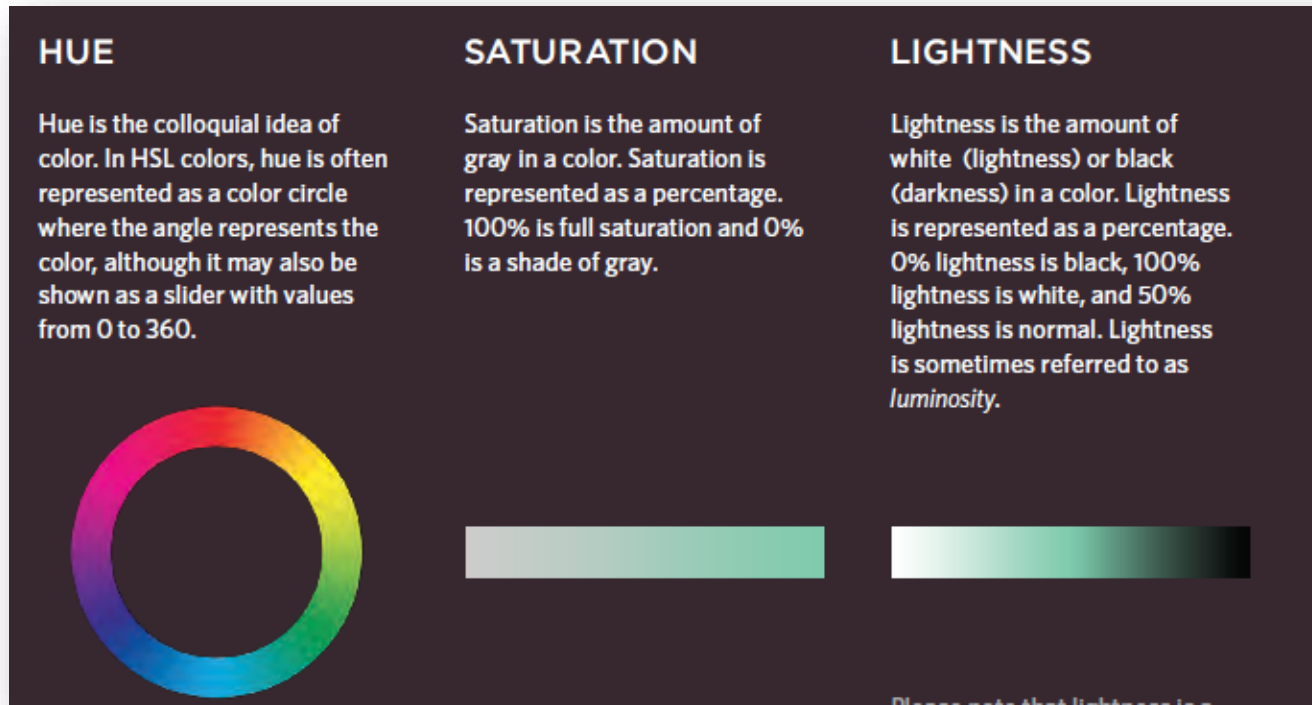 HUE
Hue is the colloquial idea of
color. In HSL colors, hue is often
represented as a color circle
where the angle represents the
color, although it may also be
shown as a slider with values
from 0 to 360.
SATURATION
Saturation is the amount of
gray in a color. Saturation is
represented as a percentage.
100% is full saturation and 0%
is a shade of gray.
LIGHTNESS
Lightness is the amount of
white  (lightness) or black
(darkness) in a color. Lightness
is represented as a percentage.
0% lightness is black, 100%
lightness is white, and 50%
lightness is normal. Lightness
is sometimes referred to as
luminosity.
Please note that lightness is a